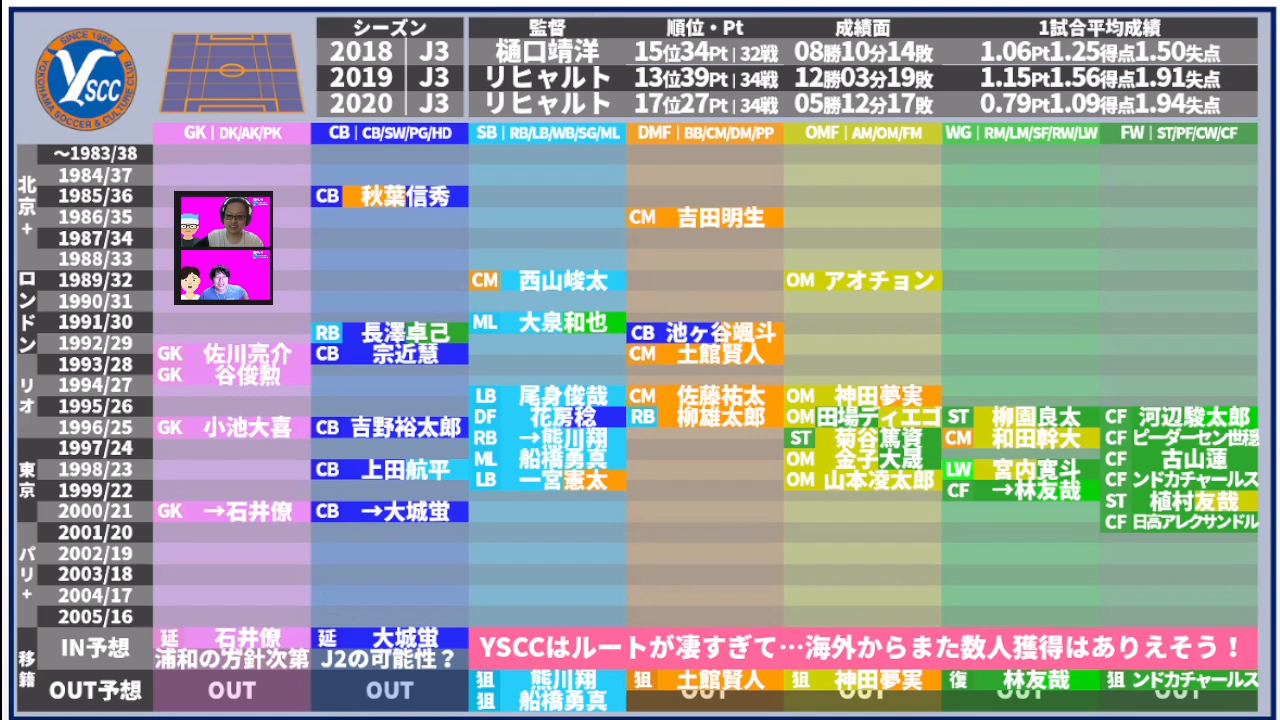 シーズン 監督 順位・Pt 成績面 1試合平均成績
2018 J3 樋口靖洋 15位34Pt | 32戦 08勝10分14敗 1.06Pt1.25得点1.50失点
2019 J3 リヒャルト 13位39Pt | 34戦 12勝03分19敗 1.15Pt1.56得点1.91失点
2020 J3 リヒャルト 17位27Pt | 34戦 05勝12分17敗 0.79Pt1.09得点1.94失点
SINCE 1986
YSCC
YOKOHAMA SOCCER & CULTURE CLUB
GK | DK/AK/PK CB | CB/SW/PG/HD SB | RB/LB/WB/SG/ML DMF | BB/CM/DM/PP OMF | AM/OM/FM WG | RM/LM/SF/RW/LW FW | ST/PF/CW/CF
北京+
～1983/38
1984/37
1985/36 CB 秋葉信秀
1986/35 CM 吉田明生
1987/34
1988/33
ロンドン
1989/32 CM 西山峻太 OM アオチョン
1990/31
1991/30 ML 大泉和也
RB 長澤卓己 CB 池ヶ谷颯斗
1992/29
GK 佐川亮介 CB 宗近慧 CM 土館賢人
1993/28
GK 谷俊勲
リオ
1994/27 LB 尾身俊哉 CM 佐藤祐太 OM 神田夢実
1995/26 DF 花房稔 RB 柳雄太郎 OM 田場ディエゴ ST 柳園良太 CF 河辺駿太郎
1996/25 GK 小池大喜 CB 吉野裕太郎 RB →熊川翔 ST 菊谷篤資 CM 和田幹大 CF ピーダーセン世穏
東京
1997/24
ML 船橋勇真 OM 金子大晟 CF 古山蓮
1998/23 CB 上田航平 LB 一宮憲太 OM 山本凌太郎 LW 宮内寛斗 CF ンドカチャールス
1999/22 CF →林友哉 ST 植村友哉
2000/21 GK →石井僚 CB →大城蛍 CF 日高アレクサンドル
パリ+
2001/20
2002/19
2003/18
2004/17
2005/16
移籍
IN予想 延 石井僚 延 大城蛍 YSCCはルートが凄すぎて…海外からまた数人獲得はありえそう！
浦和の方針次第 J2の可能性？
OUT予想 OUT OUT 狙 熊川翔 狙 土館賢人 狙 神田夢実 復 林友哉 狙 ンドカチャールス
狙 船橋勇真 OUT OUT OUT OUT